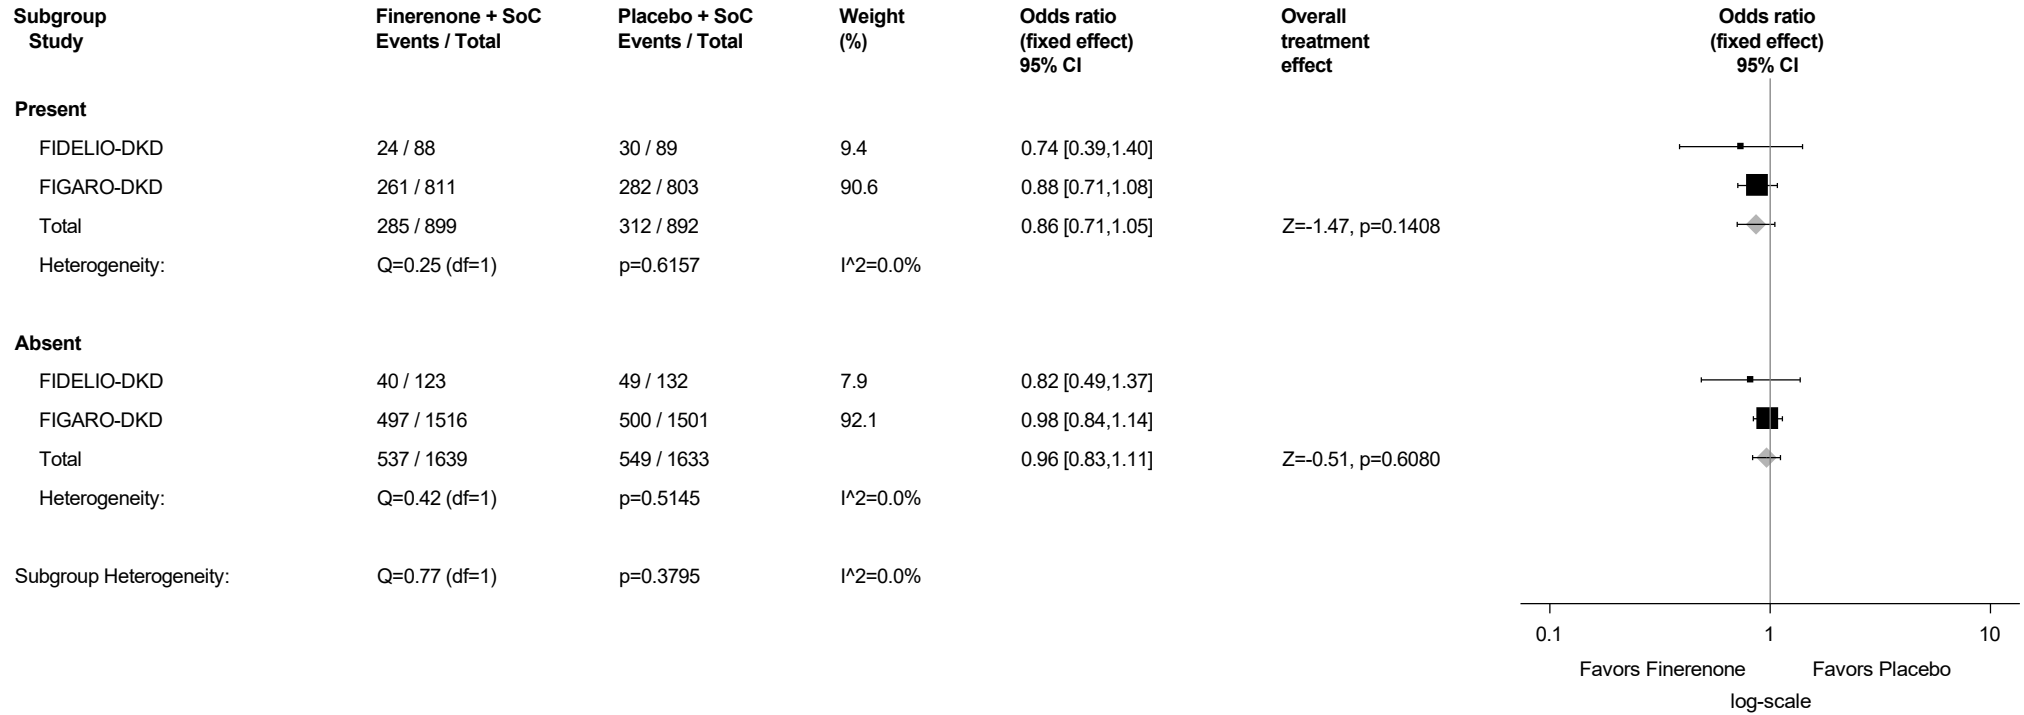 Subgroup Finerenone + SoC Placebo + SoC Weight Odds ratio Overall Odds ratio
Study Events / Total Events / Total (%) (fixed effect) treatment (fixed effect)
95% CI effect 95% CI
Present
FIDELIO-DKD 24 / 88 30 / 89 9.4 0.74 [0.39,1.40]
FIGARO-DKD 261 / 811 282 / 803 90.6 0.88 [0.71,1.08]
Total 285 / 899 312 / 892 0.86 [0.71,1.05] Z=-1.47, p=0.1408
Heterogeneity: Q=0.25 (df=1) p=0.6157 I^2=0.0%
Absent
FIDELIO-DKD 40 / 123 49 / 132 7.9 0.82 [0.49,1.37]
FIGARO-DKD 497 / 1516 500 / 1501 92.1 0.98 [0.84,1.14]
Total 537 / 1639 549 / 1633 0.96 [0.83,1.11] Z=-0.51, p=0.6080
Heterogeneity: Q=0.42 (df=1) p=0.5145 I^2=0.0%
Subgroup Heterogeneity: Q=0.77 (df=1) p=0.3795 I^2=0.0%
0.1 1 10
Favors Finerenone Favors Placebo
log-scale